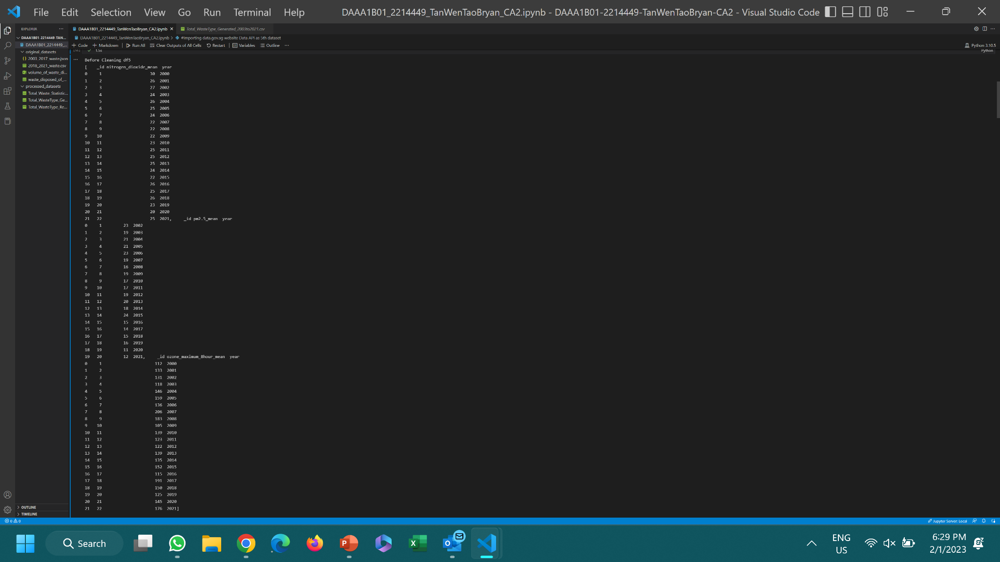 File Edit Selection View Go Run Terminal Help
DAAA1B01_2214449_TanWenTaoBryan_CA2.ipynb - DAAA1B01-2214449-TanWenTaoBryan-CA2 - Visual Studio Code
EXPLORER
DAAA1B01-2214449-TAN...
DAAA1B01_2214449_...
original_datasets
2003_2017_waste.json
2018_2021_waste.csv
volume_of_waste_di...
waste_disposed_of_...
processed_datasets
Total_Waste_Statistic...
Total_WasteType_Ge...
Total_WasteType_Re...
OUTLINE
TIMELINE
DAAA1B01_2214449_TanWenTaoBryan_CA2.ipynb
Total_WasteType_Generated_2003to2021.csv
DAAA1B01_2214449_TanWenTaoBryan_CA2.ipynb > #Importing data.gov.sg website Data API as 5th dataset
+ Code + Markdown | Run All Clear Outputs of All Cells Restart | Variables Outline ...
Python 3.10.5
1.5s
Python
Before Cleaning df5
[ _id nitrogen_dioxide_mean year
0 1 30 2000
1 2 26 2001
2 3 27 2002
3 4 24 2003
4 5 26 2004
5 6 25 2005
6 7 24 2006
7 8 22 2007
8 9 22 2008
9 10 22 2009
10 11 23 2010
11 12 25 2011
12 13 25 2012
13 14 25 2013
14 15 24 2014
15 16 22 2015
16 17 26 2016
17 18 25 2017
18 19 26 2018
19 20 23 2019
20 21 20 2020
21 22 25 2021, _id pm2.5_mean year
0 1 23 2002
1 2 19 2003
2 3 21 2004
3 4 21 2005
4 5 23 2006
5 6 19 2007
6 7 16 2008
7 8 19 2009
8 9 17 2010
9 10 17 2011
10 11 19 2012
11 12 20 2013
12 13 18 2014
13 14 24 2015
14 15 15 2016
15 16 14 2017
16 17 15 2018
17 18 16 2019
18 19 11 2020
19 20 12 2021, _id ozone_maximum_8hour_mean year
0 1 112 2000
1 2 133 2001
2 3 131 2002
3 4 118 2003
4 5 146 2004
5 6 159 2005
6 7 136 2006
7 8 206 2007
8 9 183 2008
9 10 105 2009
10 11 139 2010
11 12 123 2011
12 13 122 2012
13 14 139 2013
14 15 135 2014
15 16 152 2015
16 17 115 2016
17 18 191 2017
18 19 150 2018
19 20 125 2019
20 21 145 2020
21 22 176 2021]
0 0
Jupyter Server: Local
Search
ENG
US
6:29 PM
2/1/2023